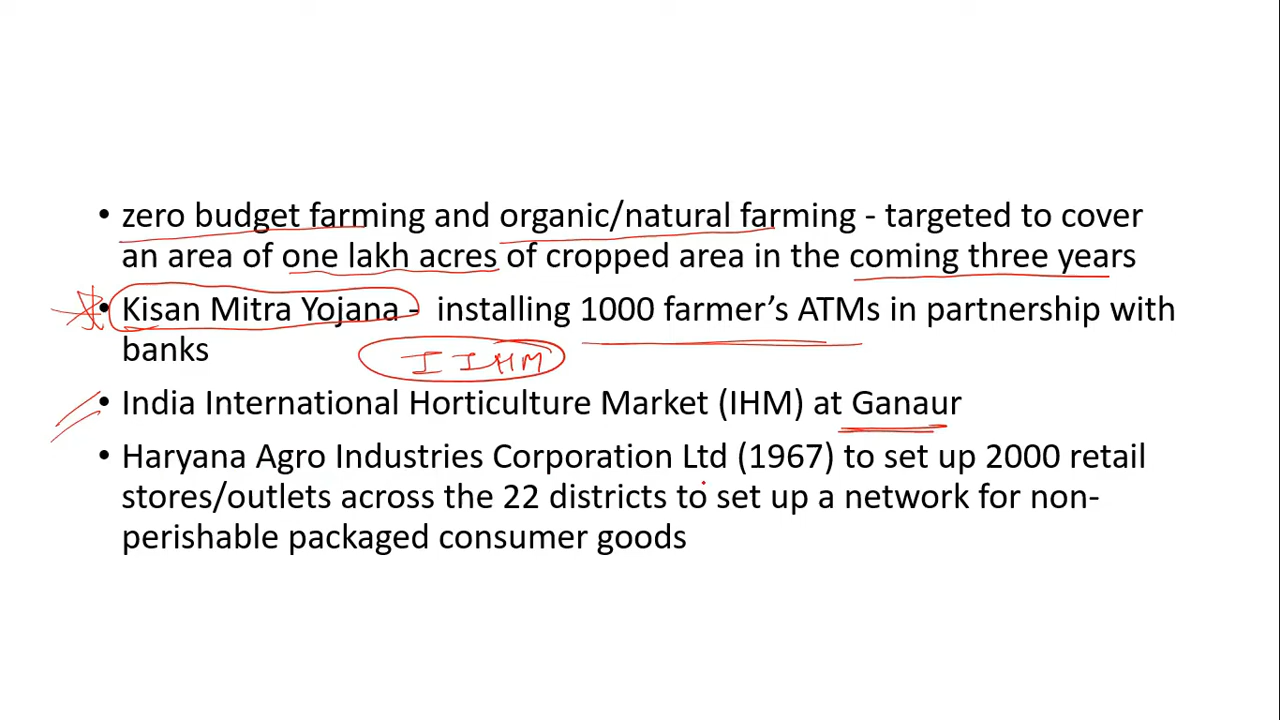 • zero budget farming and organic/natural farming - targeted to cover
an area of one lakh acres of cropped area in the coming three years
• Kisan Mitra Yojana - installing 1000 farmer's ATMs in partnership with
banks
IIHM
• India International Horticulture Market (IHM) at Ganaur
• Haryana Agro Industries Corporation Ltd (1967) to set up 2000 retail
stores/outlets across the 22 districts to set up a network for non-
perishable packaged consumer goods